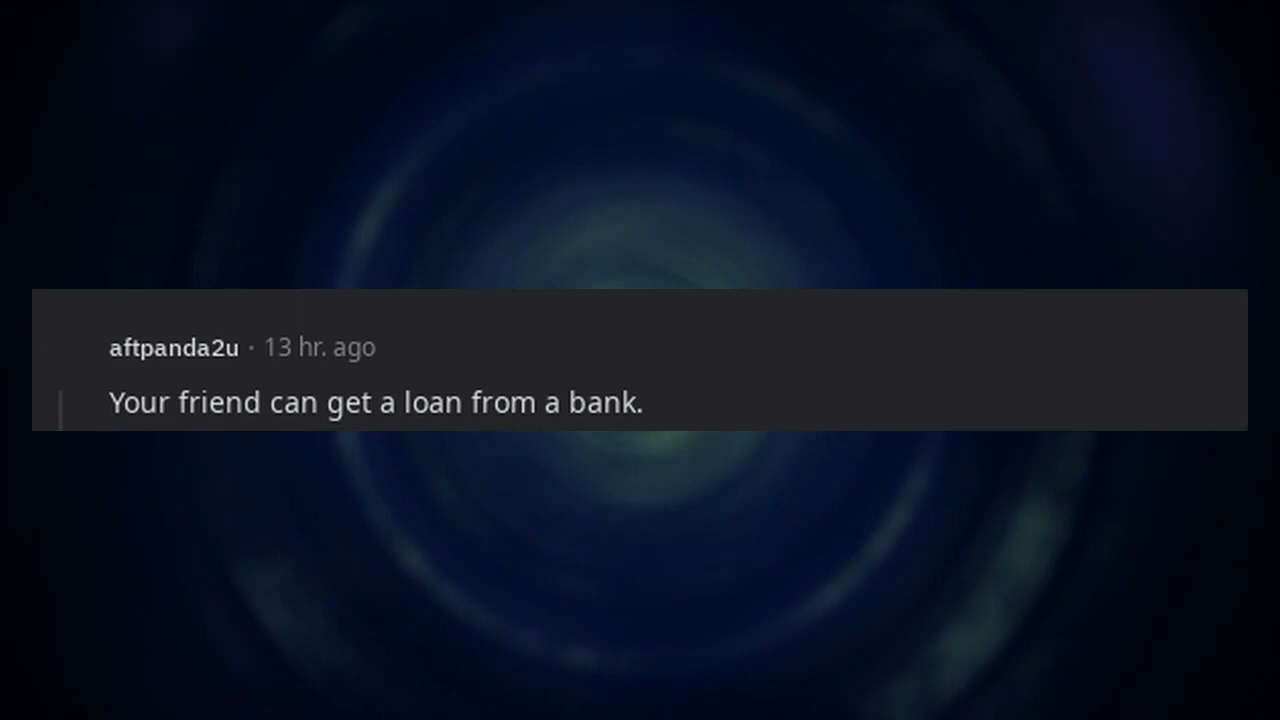 aftpanda2u · 13 hr. ago
Your friend can get a loan from a bank.